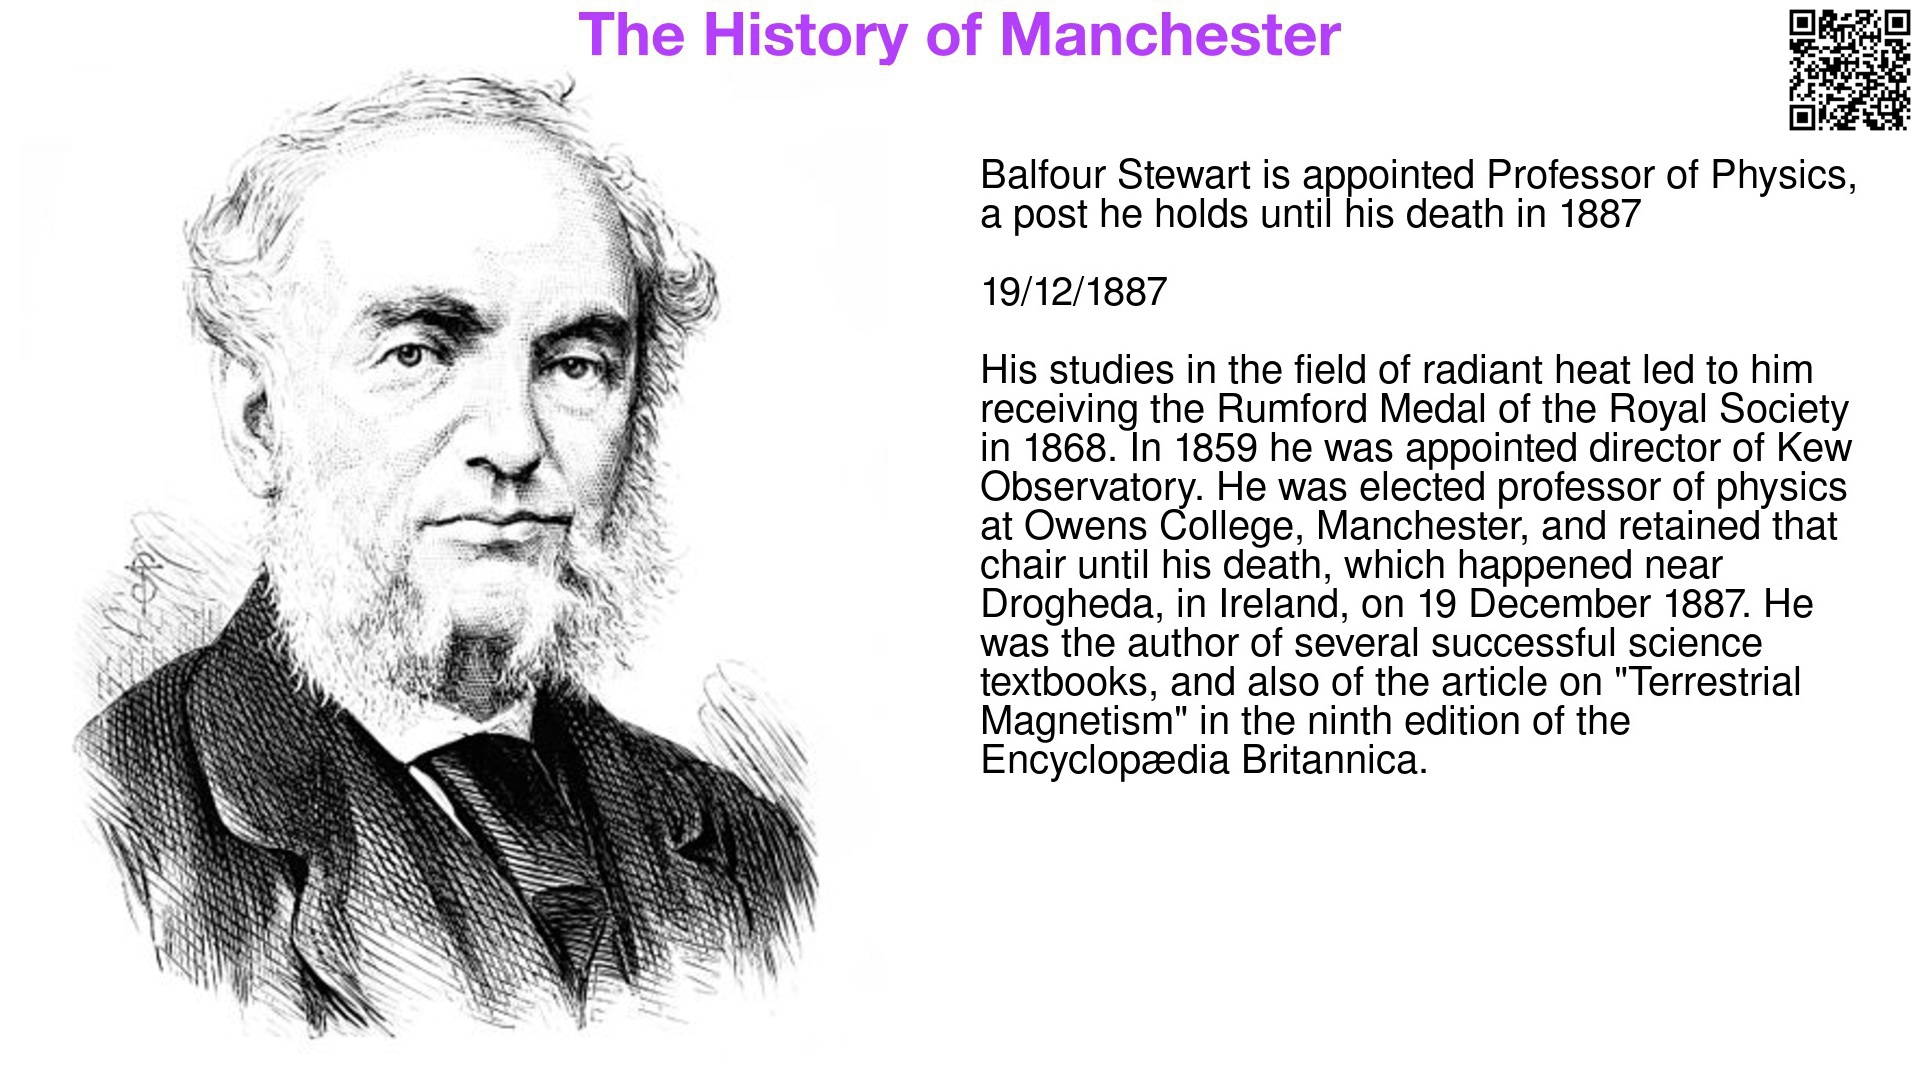 The History of Manchester
Balfour Stewart is appointed Professor of Physics,
a post he holds until his death in 1887
19/12/1887
His studies in the field of radiant heat led to him
receiving the Rumford Medal of the Royal Society
in 1868. In 1859 he was appointed director of Kew
Observatory. He was elected professor of physics
at Owens College, Manchester, and retained that
chair until his death, which happened near
Drogheda, in Ireland, on 19 December 1887. He
was the author of several successful science
textbooks, and also of the article on "Terrestrial
Magnetism" in the ninth edition of the
Encyclopædia Britannica.